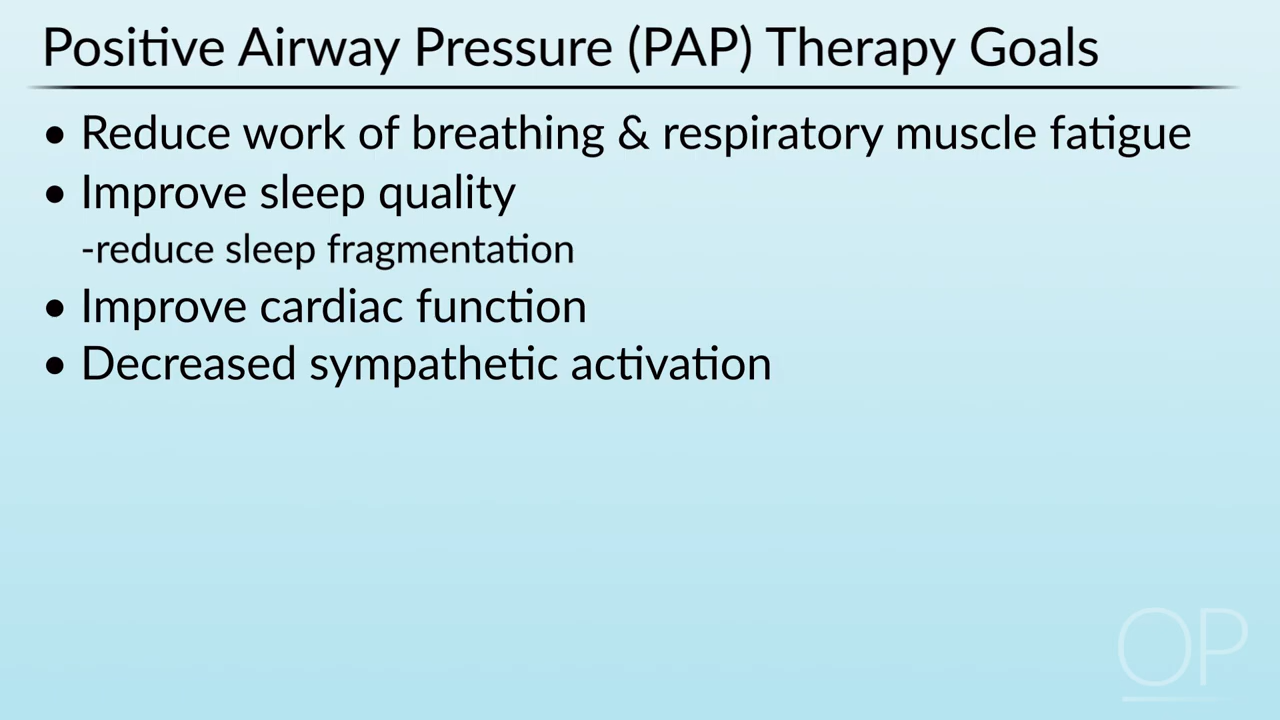 Positive Airway Pressure (PAP) Therapy Goals
• Reduce work of breathing & respiratory muscle fatigue
• Improve sleep quality
-reduce sleep fragmentation
• Improve cardiac function
• Decreased sympathetic activation
OP